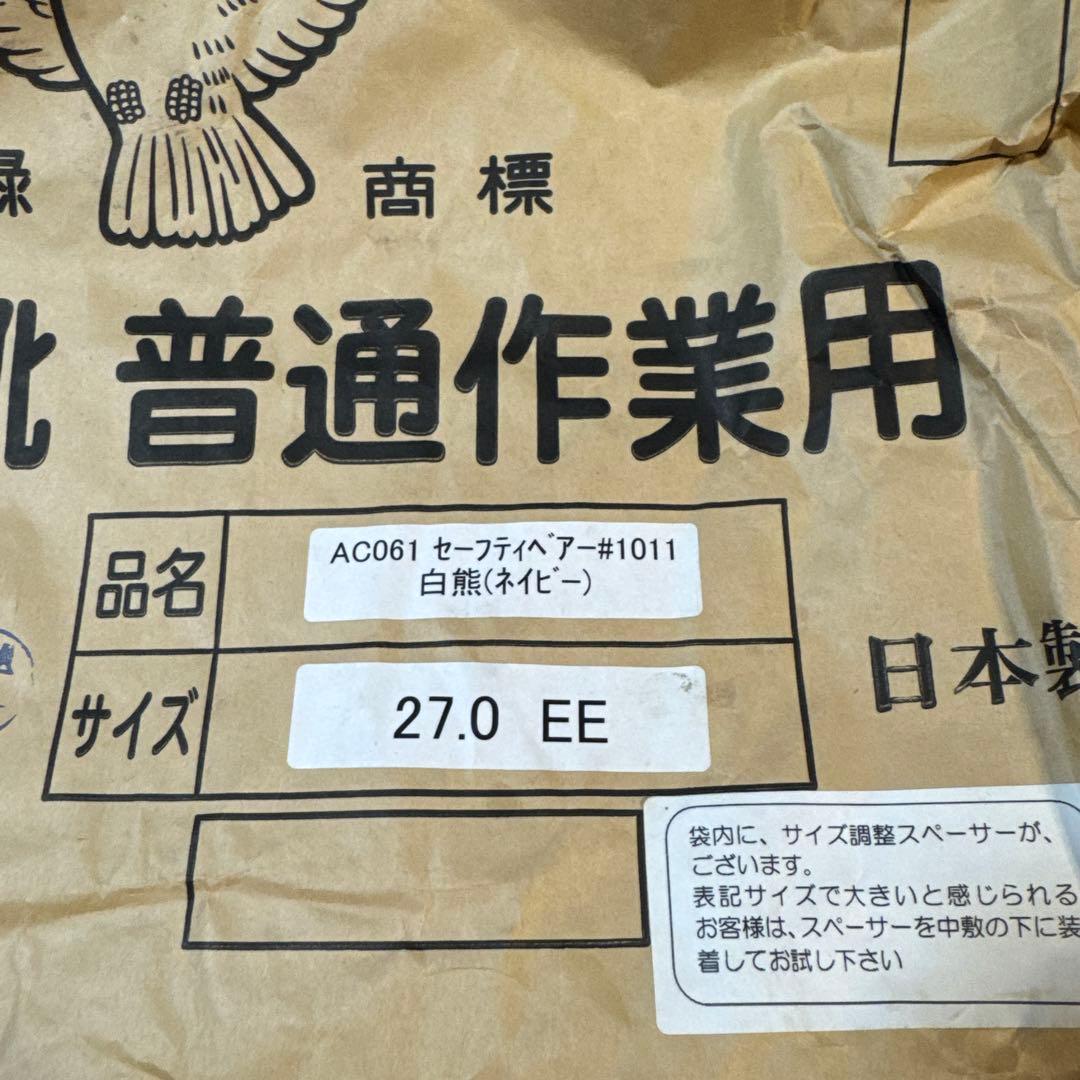 録 商標
靴 普通作業用
品名
AC061 ｾｰﾌﾃｨﾍﾞｱｰ#1011
白熊(ﾈｲﾋﾞｰ)
サイズ
27.0 EE
日本製
袋内に、サイズ調整スペーサーが、
ございます。
表記サイズで大きいと感じられる
お客様は、スペーサーを中敷の下に装
着してお試し下さい